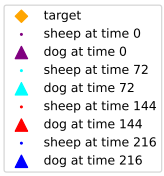 target
sheep at time 0
dog at time 0
sheep at time 72
dog at time 72
sheep at time 144
dog at time 144
sheep at time 216
dog at time 216